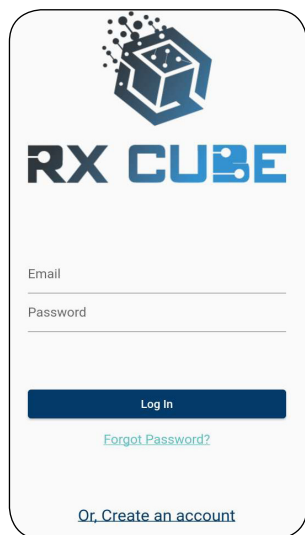 RX CUBE
Email
Password
Log In
Forgot Password?
Or, Create an account